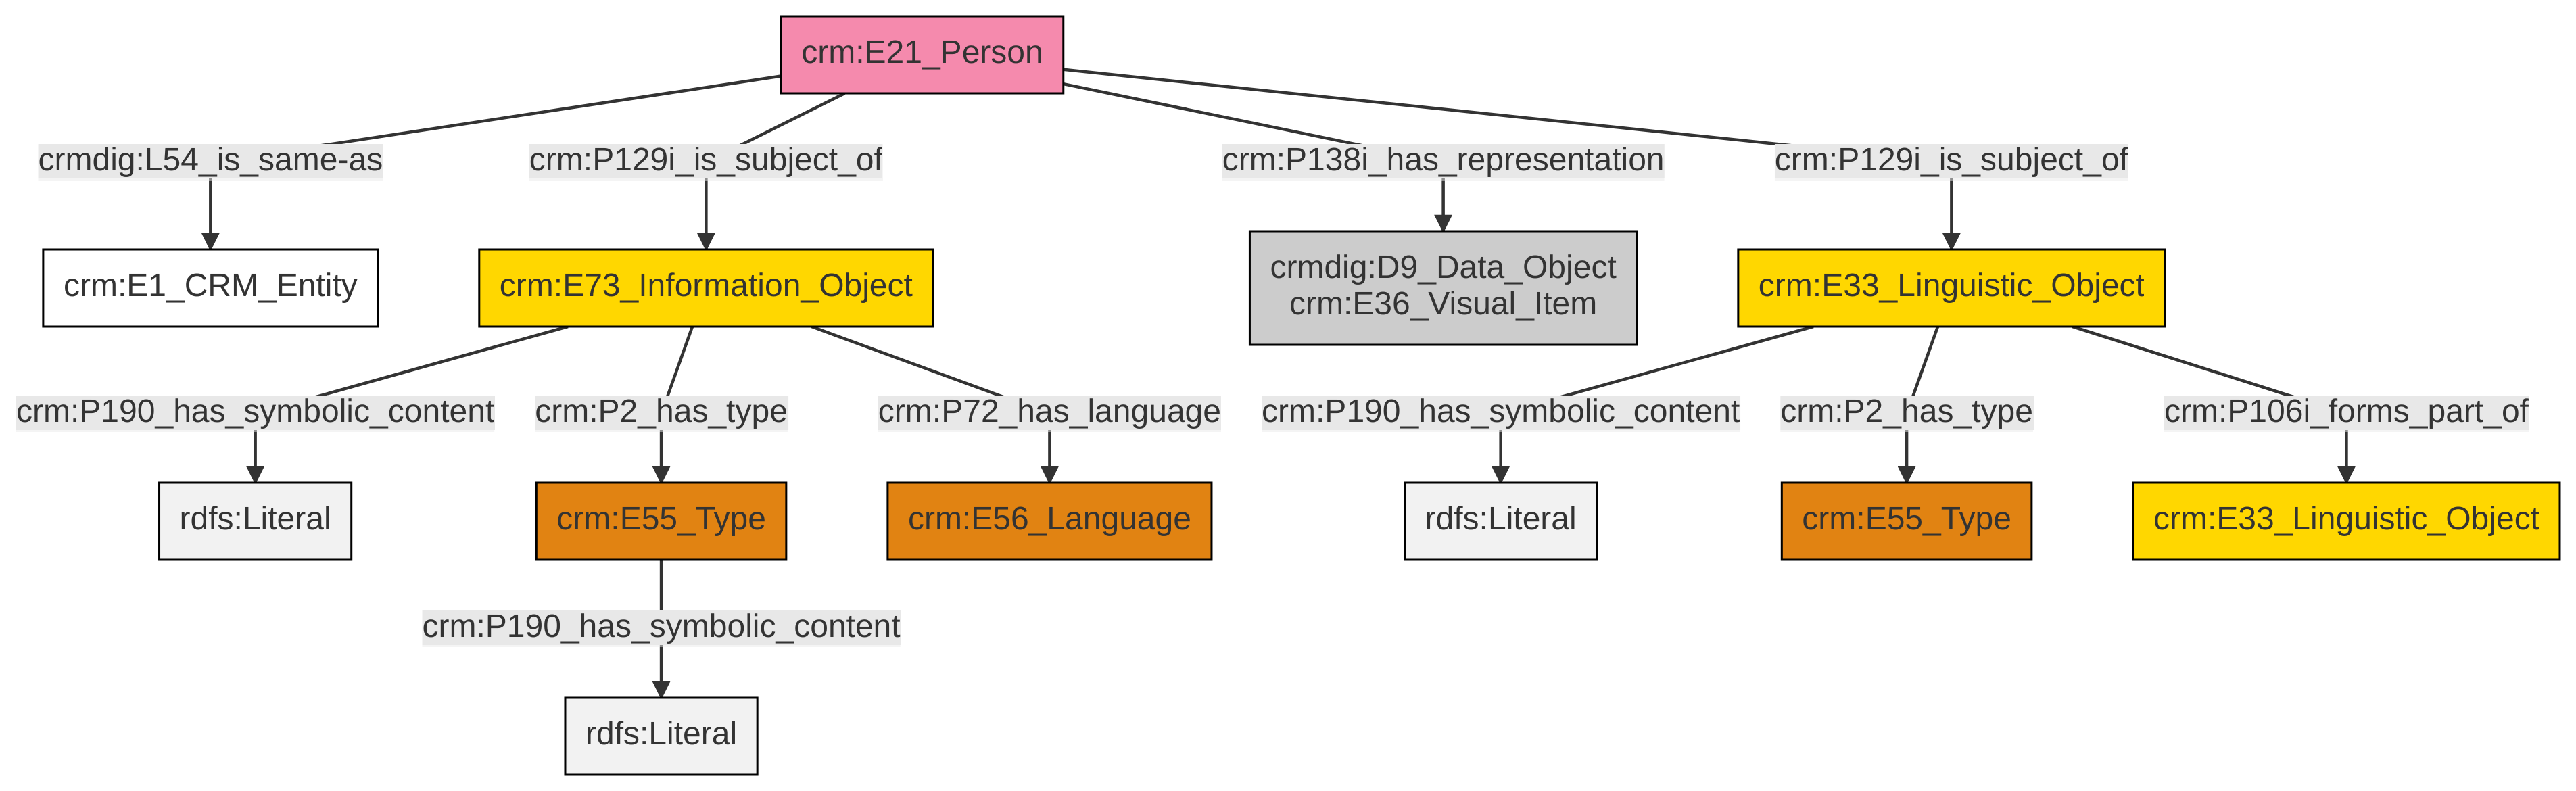 crm:E21_Person
crmdig:L54_is_same-as
crm:P129i_is_subject_of
crm:P138i_has_representation
crm:P129i_is_subject_of
crm:E1_CRM_Entity
crm:E73_Information_Object
crmdig:D9_Data_Object
crm:E36_Visual_Item
crm:E33_Linguistic_Object
crm:P190_has_symbolic_content
crm:P2_has_type
crm:P72_has_language
crm:P190_has_symbolic_content
crm:P2_has_type
crm:P106i_forms_part_of
rdfs:Literal
crm:E55_Type
crm:E56_Language
rdfs:Literal
crm:E55_Type
crm:E33_Linguistic_Object
crm:P190_has_symbolic_content
rdfs:Literal